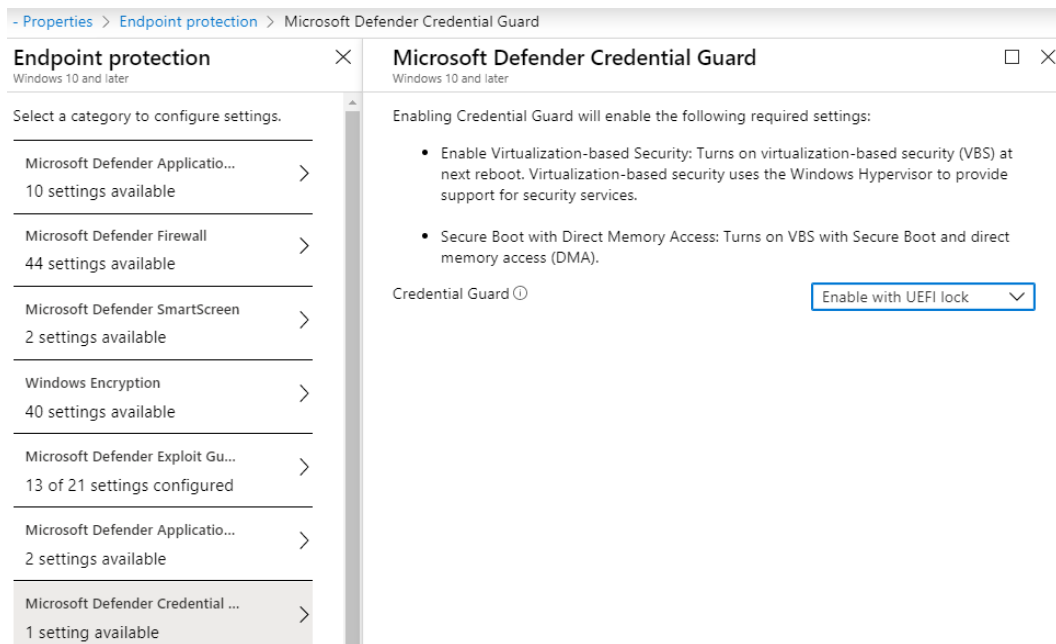 - Properties > Endpoint protection > Microsoft Defender Credential Guard
Endpoint protection
Windows 10 and later
Select a category to configure settings.
Microsoft Defender Applicatio...
10 settings available
Microsoft Defender Firewall
44 settings available
Microsoft Defender SmartScreen
2 settings available
Windows Encryption
40 settings available
Microsoft Defender Exploit Gu...
13 of 21 settings configured
Microsoft Defender Applicatio...
2 settings available
Microsoft Defender Credential ...
1 setting available
Microsoft Defender Credential Guard
Windows 10 and later
Enabling Credential Guard will enable the following required settings:
• Enable Virtualization-based Security: Turns on virtualization-based security (VBS) at
next reboot. Virtualization-based security uses the Windows Hypervisor to provide
support for security services.
• Secure Boot with Direct Memory Access: Turns on VBS with Secure Boot and direct
memory access (DMA).
Credential Guard
Enable with UEFI lock